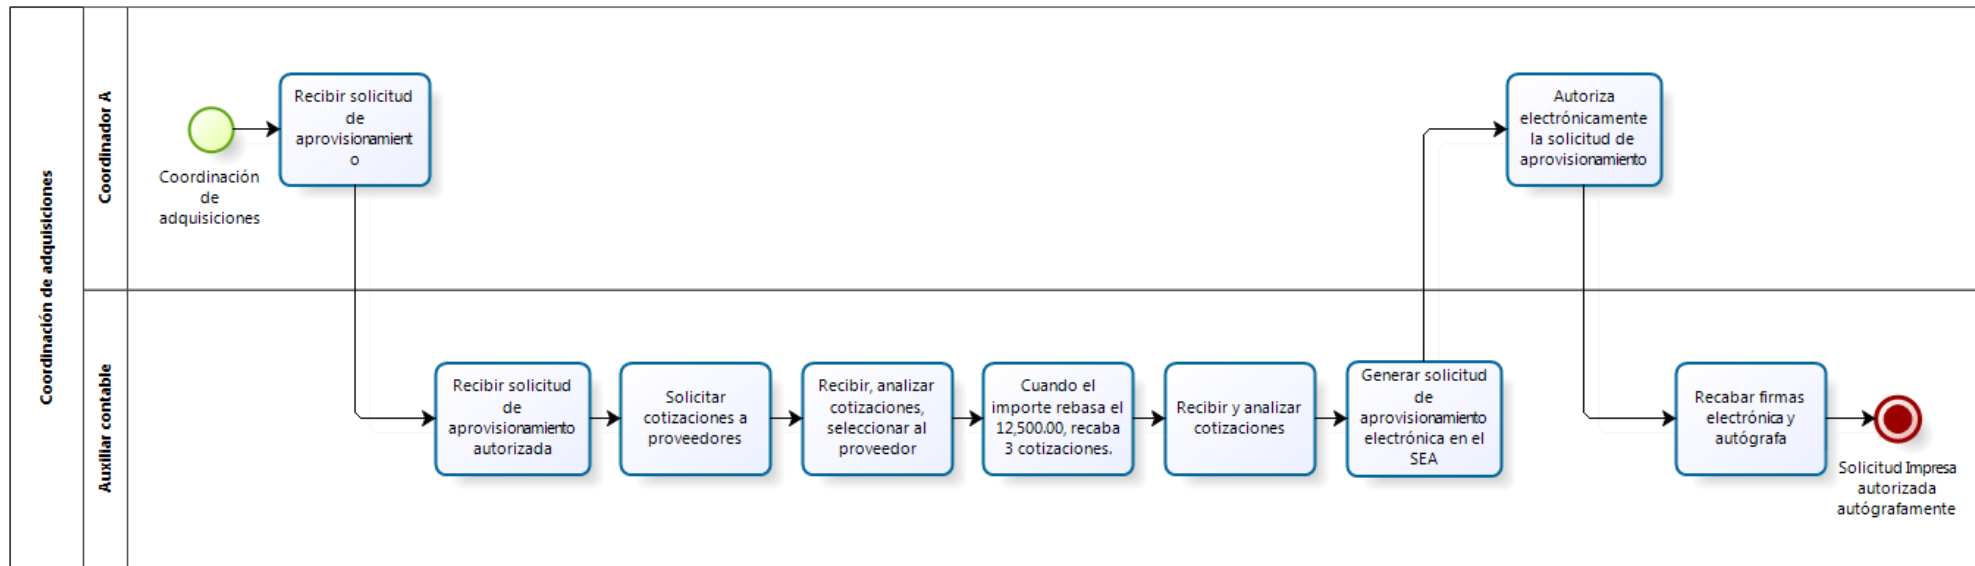 Coordinación de adquisiciones
Coordinador A
Coordinación
de
adquisiciones
Recibir solicitud
de
aprovisionamient
o
Autoriza
electrónicamente
la solicitud de
aprovisionamiento
Auxiliar contable
Recibir solicitud
de
aprovisionamiento
autorizada
Solicitar
cotizaciones a
proveedores
Recibir, analizar
cotizaciones,
seleccionar al
proveedor
Cuando el
importe rebasa el
12,500.00, recaba
3 cotizaciones.
Recibir y analizar
cotizaciones
Generar solicitud
de
aprovisionamiento
electrónica en el
SEA
Recabar firmas
electrónica y
autógrafa
Solicitud Impresa
autorizada
autógrafamente